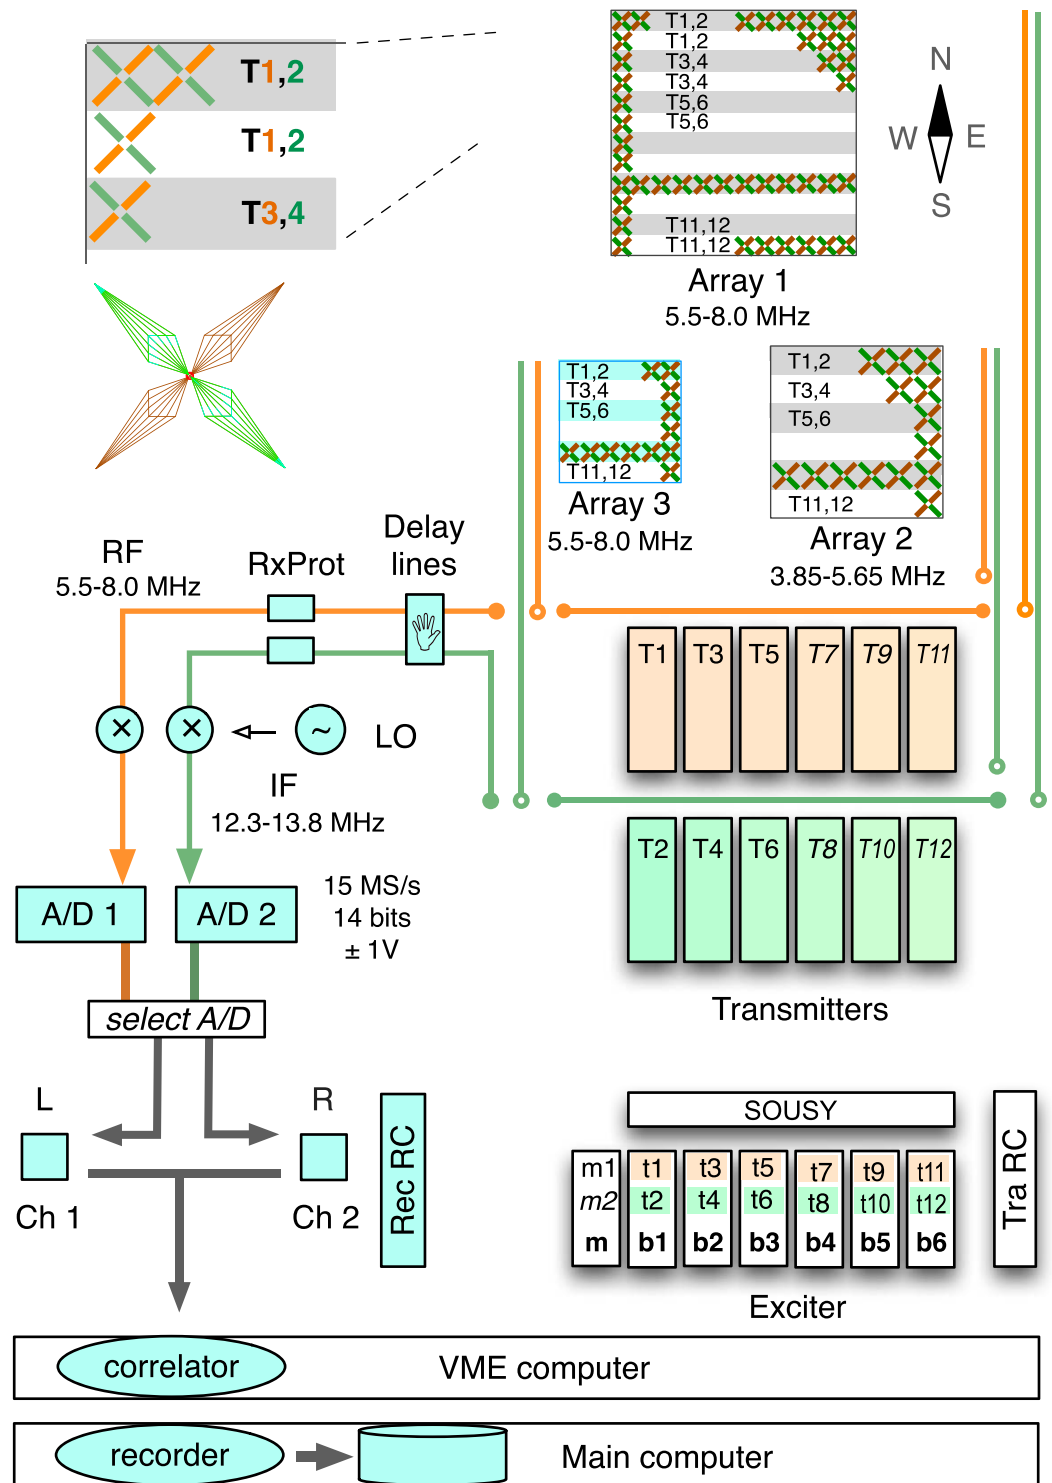 T1,2
T1,2
T3,4
T1,2
T1,2
T3,4
T3,4
T5,6
T5,6
T11,12
T11,12
Array 1
5.5-8.0 MHz
N
W E
S
T1,2
T3,4
T5,6
T11,12
Array 3
5.5-8.0 MHz
T1,2
T3,4
T5,6
T11,12
Array 2
3.85-5.65 MHz
RF
5.5-8.0 MHz
RxProt
Delay
lines
LO
IF
12.3-13.8 MHz
T1 T3 T5 T7 T9 T11
T2 T4 T6 T8 T10 T12
Transmitters
A/D 1
A/D 2
15 MS/s
14 bits
± 1V
select A/D
L
R
Ch 1
Ch 2
Rec RC
SOUSY
m1 t1 t3 t5 t7 t9 t11
m2 t2 t4 t6 t8 t10 t12
m b1 b2 b3 b4 b5 b6
Exciter
Tra RC
correlator
VME computer
recorder
Main computer